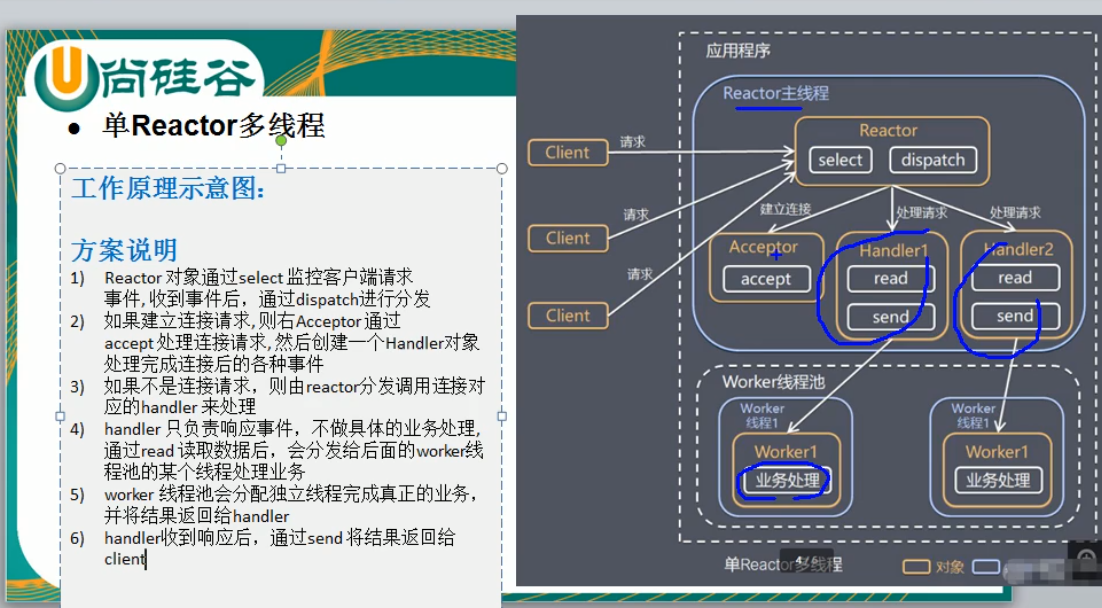 尚硅谷
● 单Reactor多线程
工作原理示意图:
方案说明
1) Reactor 对象通过select 监控客户端请求
事件, 收到事件后，通过dispatch进行分发
2) 如果建立连接请求, 则右Acceptor 通过
accept 处理连接请求, 然后创建一个Handler对象
处理完成连接后的各种事件
3) 如果不是连接请求，则由reactor分发调用连接对
应的handler 来处理
4) handler 只负责响应事件，不做具体的业务处理,
通过read 读取数据后，会分发给后面的worker线
程池的某个线程处理业务
5) worker 线程池会分配独立线程完成真正的业务，
并将结果返回给handler
6) handler收到响应后，通过send 将结果返回给
client
应用程序
Reactor主线程
Reactor
select
dispatch
Client
请求
Client
请求
Client
请求
建立连接
处理请求
处理请求
Acceptor
accept
Handler1
read
send
Handler2
read
send
Worker线程池
Worker
线程1
Worker1
业务处理
Worker
线程1
Worker1
业务处理
单Reactor多线程
对象